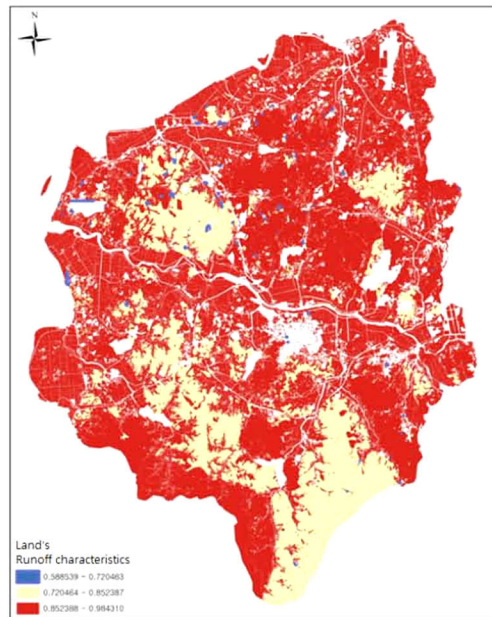 N
Land's
Runoff characteristics
0.588539 - 0.720463
0.720464 - 0.852387
0.852388 - 0.984310